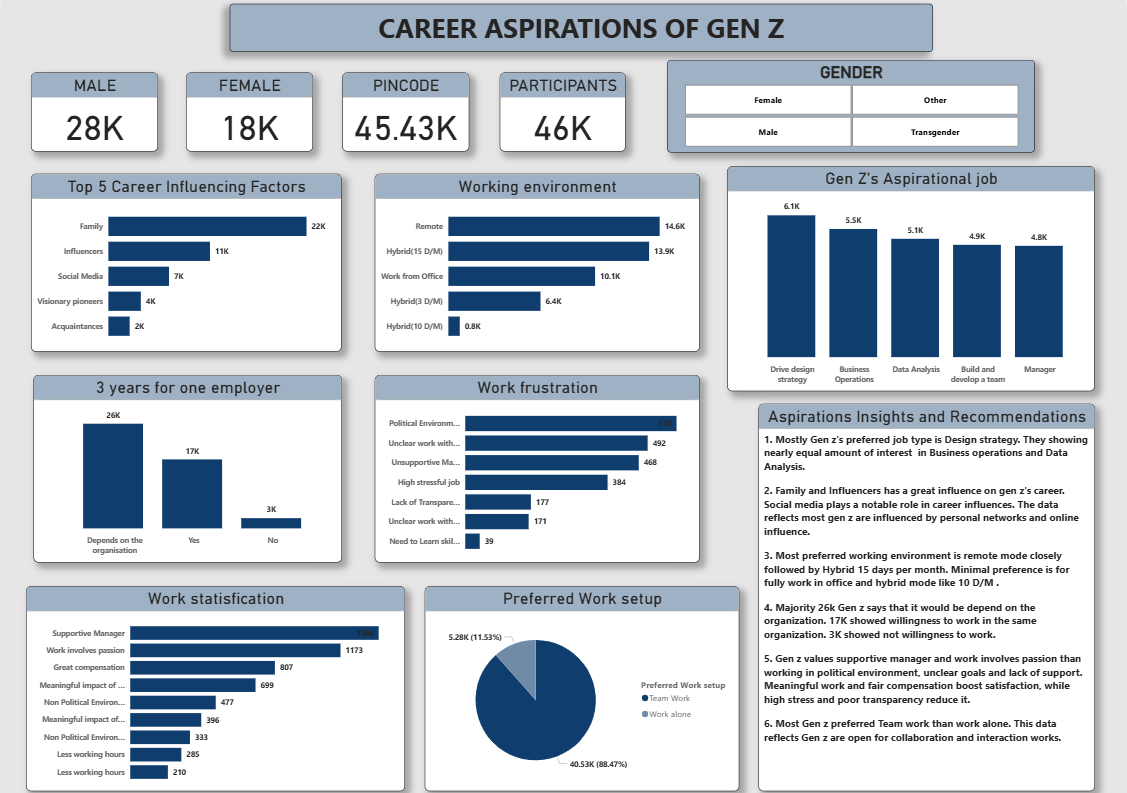 CAREER ASPIRATIONS OF GEN Z
MALE
28K
FEMALE
18K
PINCODE
45.43K
PARTICIPANTS
46K
GENDER
Female
Other
Male
Transgender
Top 5 Career Influencing Factors
Family
22K
Influencers
11K
Social Media
7K
Visionary pioneers
4K
Acquaintances
2K
Working environment
Remote
14.6K
Hybrid(15 D/M)
13.9K
Work from Office
10.1K
Hybrid(3 D/M)
6.4K
Hybrid(10 D/M)
0.8K
Gen Z's Aspirational job
6.1K
5.5K
5.1K
4.9K
4.8K
Drive design
strategy
Business
Operations
Data Analysis
Build and
develop a team
Manager
3 years for one employer
26K
17K
3K
Depends on the
organisation
Yes
No
Work frustration
Political Environm...
Unclear work with...
492
Unsupportive Ma...
468
High stressful job
384
Lack of Transpare...
177
Unclear work with...
171
Need to Learn skil...
39
Aspirations Insights and Recommendations
1. Mostly Gen z's preferred job type is Design strategy. They showing
nearly equal amount of interest in Business operations and Data
Analysis.
2. Family and Influencers has a great influence on gen z's career.
Social media plays a notable role in career influences. The data
reflects most gen z are influenced by personal networks and online
influence.
3. Most preferred working environment is remote mode closely
followed by Hybrid 15 days per month. Minimal preference is for
fully work in office and hybrid mode like 10 D/M .
4. Majority 26k Gen z says that it would be depend on the
organization. 17K showed willingness to work in the same
organization. 3K showed not willingness to work.
5. Gen z values supportive manager and work involves passion than
working in political environment, unclear goals and lack of support.
Meaningful work and fair compensation boost satisfaction, while
high stress and poor transparency reduce it.
6. Most Gen z preferred Team work than work alone. This data
reflects Gen z are open for collaboration and interaction works.
Work statisfication
Supportive Manager
Work involves passion
1173
Great compensation
807
Meaningful impact of ...
699
Non Political Environ...
477
Meaningful impact of...
396
Non Political Environ...
333
Less working hours
285
Less working hours
210
Preferred Work setup
5.28K (11.53%)
40.53K (88.47%)
Preferred Work setup
Team Work
Work alone